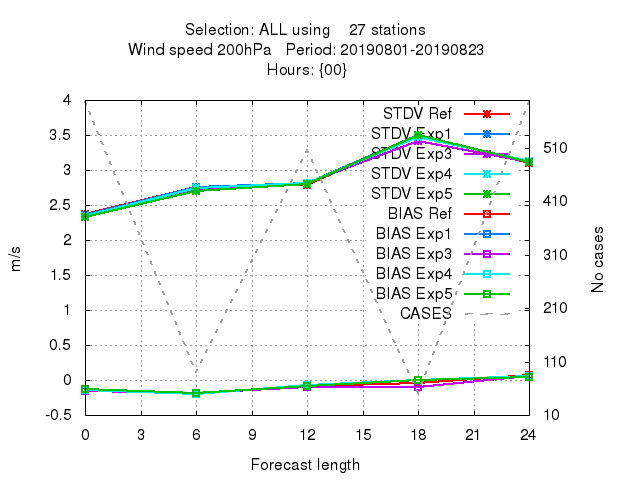 Selection: ALL using    27 stations
Wind speed 200hPa   Period: 20190801-20190823
Hours: {00}
4
3.5
3
2.5
2
1.5
1
0.5
0
-0.5
m/s
STDV Ref
STDV Exp1
STDV Exp3
STDV Exp4
STDV Exp5
BIAS Ref
BIAS Exp1
BIAS Exp3
BIAS Exp4
BIAS Exp5
CASES
510
410
310
210
110
10
No cases
0 3 6 9 12 15 18 21 24
Forecast length